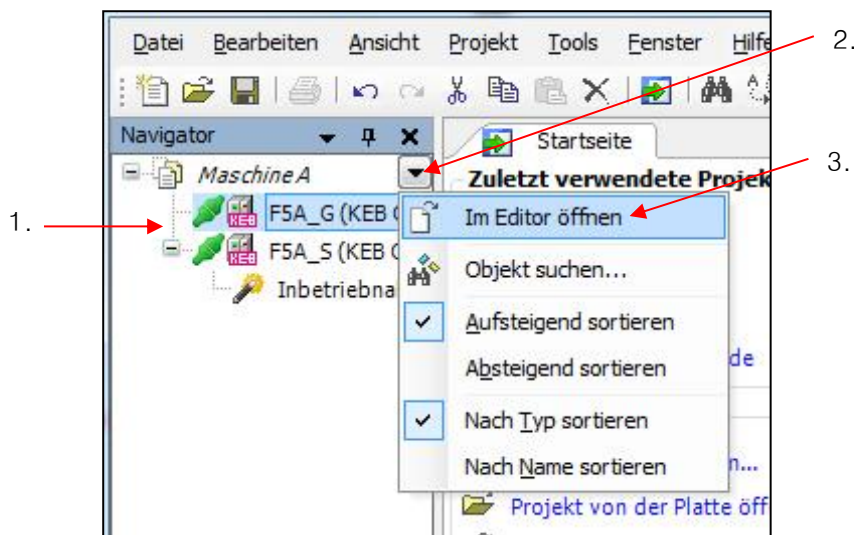 Datei Bearbeiten Ansicht Projekt Tools Fenster Hilfe
2.
Navigator
Startseite
Maschine A
Zuletzt verwendete Projek
3.
1.
F5A_G (KEB
Im Editor öffnen
F5A_S (KEB
Objekt suchen...
Inbetriebna
Aufsteigend sortieren
Absteigend sortieren
de
Nach Typ sortieren
Nach Name sortieren
n...
Projekt von der Platte öff